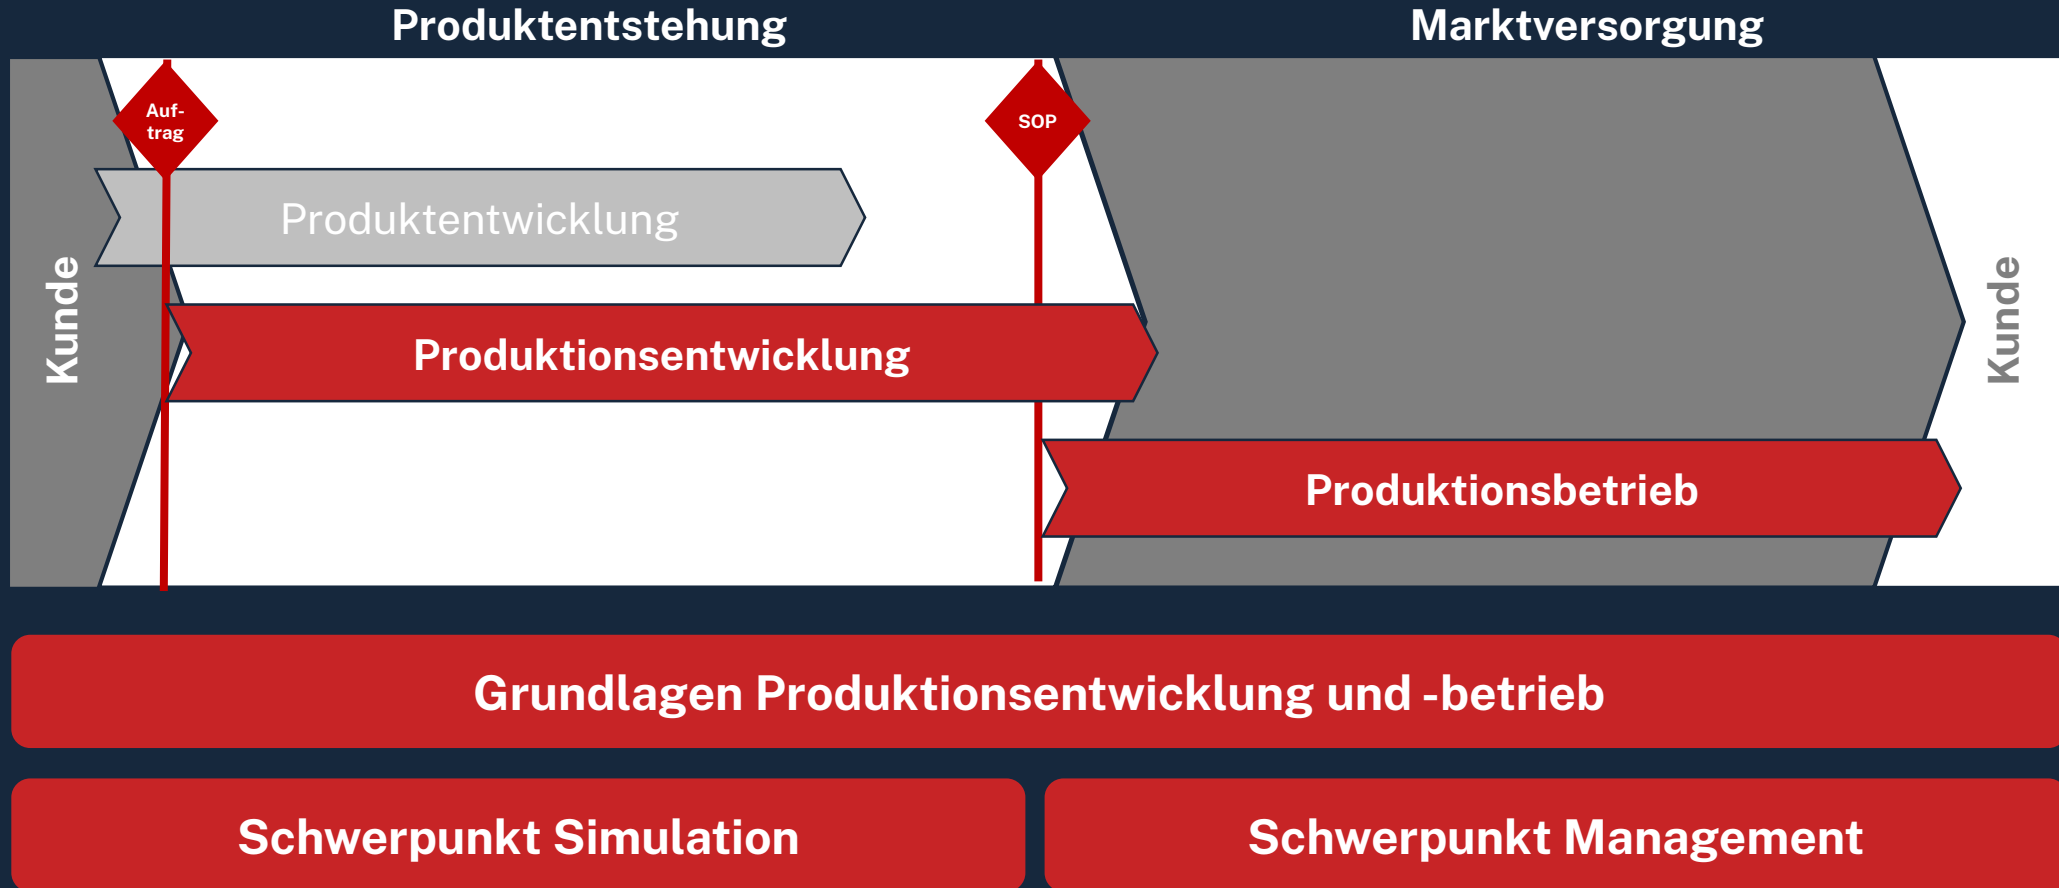 Produktentstehung
Marktversorgung
Auf-
trag
SOP
Produktentwicklung
Kunde
Produktionsentwicklung
Kunde
Produktionsbetrieb
Grundlagen Produktionsentwicklung und -betrieb
Schwerpunkt Simulation
Schwerpunkt Management